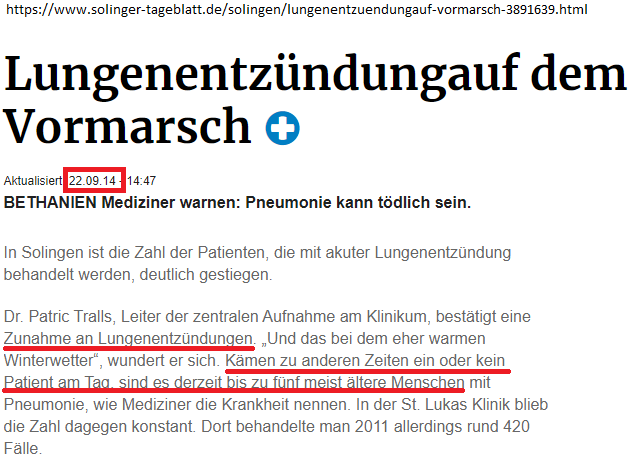 https://www.solinger-tageblatt.de/solingen/lungenentzuendungauf-vormarsch-3891639.html
Lungenentzündungauf dem
Vormarsch
Aktualisiert: 22.09.14 - 14:47
BETHANIEN Mediziner warnen: Pneumonie kann tödlich sein.
In Solingen ist die Zahl der Patienten, die mit akuter Lungenentzündung
behandelt werden, deutlich gestiegen.
Dr. Patric Tralls, Leiter der zentralen Aufnahme am Klinikum, bestätigt eine
Zunahme an Lungenentzündungen. „Und das bei dem eher warmen
Winterwetter“, wundert er sich. Kämen zu anderen Zeiten ein oder kein
Patient am Tag, sind es derzeit bis zu fünf meist ältere Menschen mit
Pneumonie, wie Mediziner die Krankheit nennen. In der St. Lukas Klinik blieb
die Zahl dagegen konstant. Dort behandelte man 2011 allerdings rund 420
Fälle.